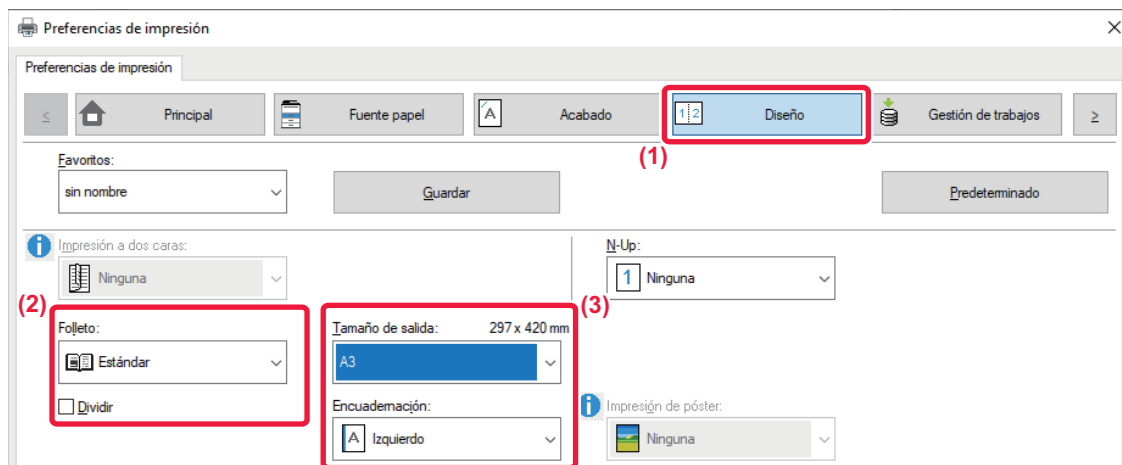 Preferencias de impresión
Preferencias de impresión
≤ Principal Fuente papel A Acabado 1 2 Diseño Gestión de trabajos ≥
(1)
Favoritos:
sin nombre Guardar Predeterminado
Impresión a dos caras: N-Up:
Ninguna 1 Ninguna
(2) (3)
Folleto: Tamaño de salida: 297 x 420 mm
Estándar A3
Dividir Encuadernación: Impresión de póster:
A Izquierdo Ninguna